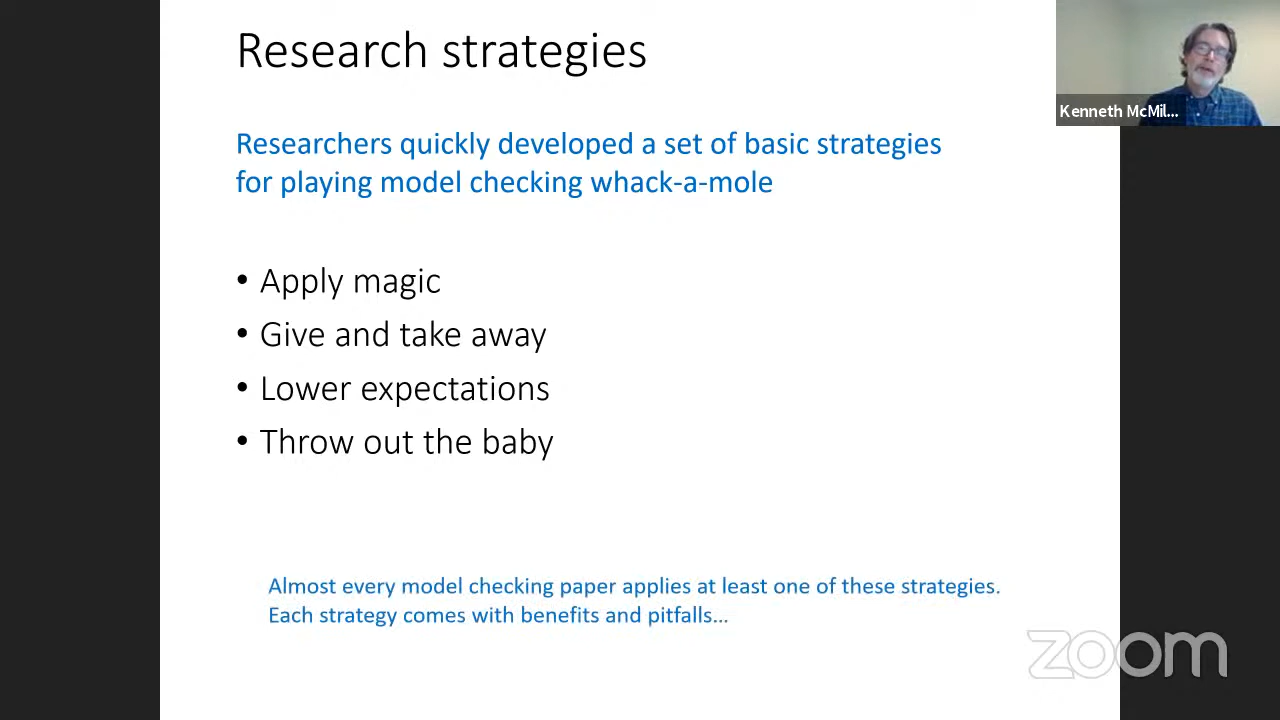 Research strategies
Kenneth McMil...
Researchers quickly developed a set of basic strategies
for playing model checking whack-a-mole
• Apply magic
• Give and take away
• Lower expectations
• Throw out the baby
Almost every model checking paper applies at least one of these strategies.
Each strategy comes with benefits and pitfalls...
zoom